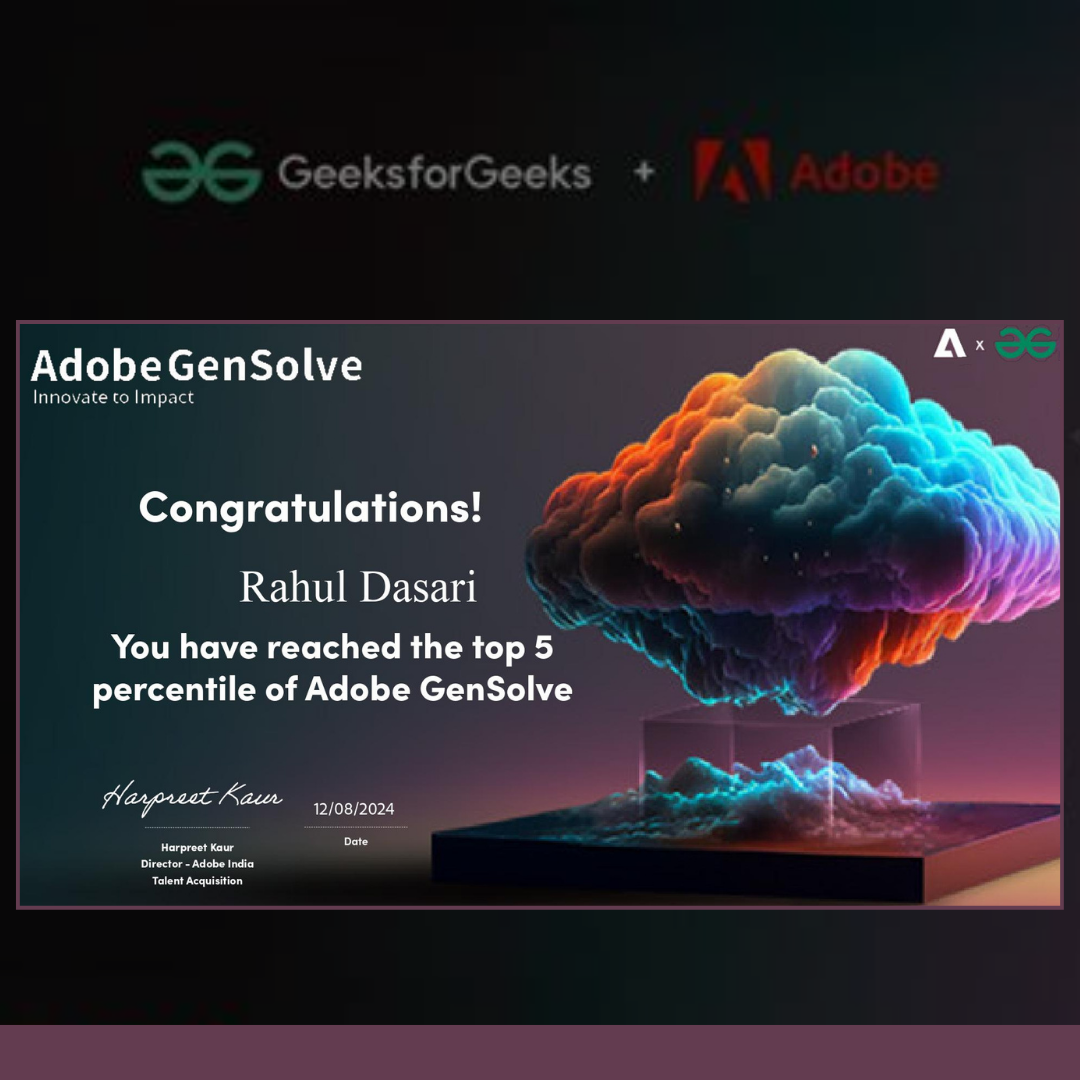 GeeksforGeeks + Adobe
AdobeGenSolve
Innovate to Impact
x
Congratulations!
Rahul Dasari
You have reached the top 5
percentile of Adobe GenSolve
Harpreet Kaur
12/08/2024
Date
Harpreet Kaur
Director - Adobe India
Talent Acquisition